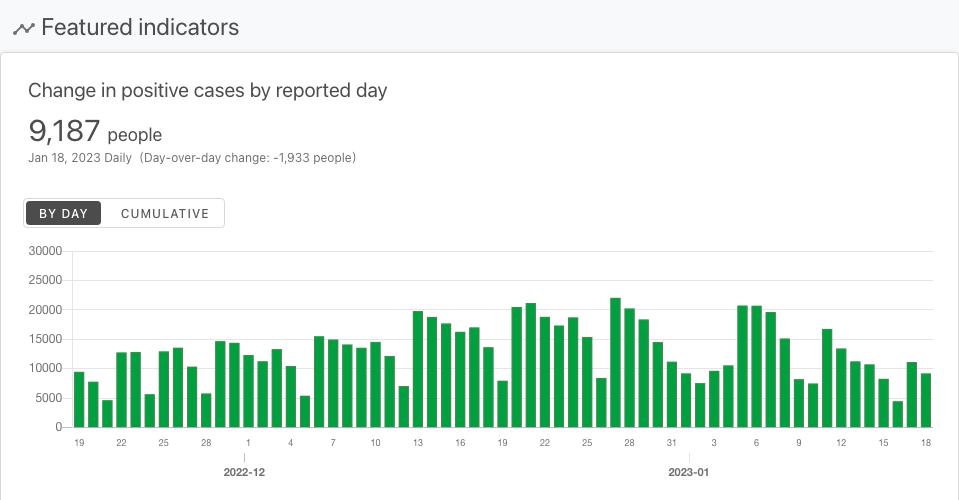 Featured indicators
Change in positive cases by reported day
9,187 people
Jan 18, 2023 Daily (Day-over-day change: -1,933 people)
BY DAY CUMULATIVE
30000
25000
20000
15000
10000
5000
0
19 22 25 28 1 4 7 10 13 16 19 22 25 28 31 3 6 9 12 15 18
2022-12 2023-01